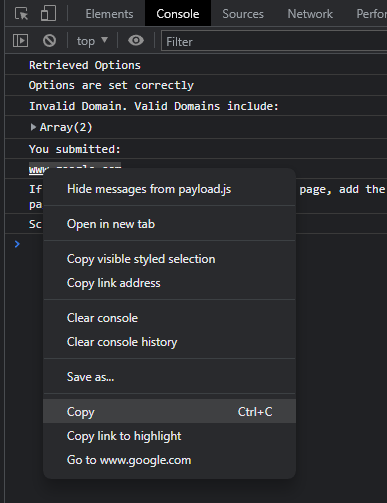 Elements Console Sources Network Perfor
top Filter
Retrieved Options
Options are set correctly
Invalid Domain. Valid Domains include:
Array(2)
You submitted:
www.google.com
If page, add the
pa
Sc
Hide messages from payload.js
Open in new tab
Copy visible styled selection
Copy link address
Clear console
Clear console history
Save as...
Copy Ctrl+C
Copy link to highlight
Go to www.google.com